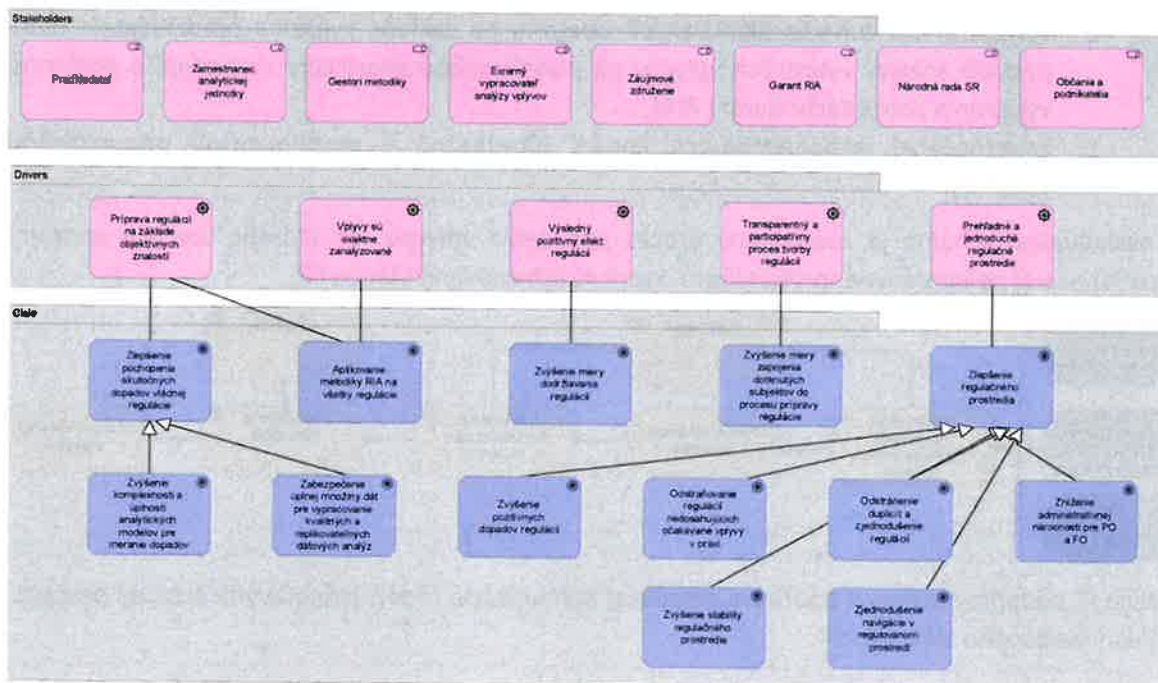 Stakeholders
Predkladateľ
Zamestnanec
analytickej
jednotky
Gestori metodiky
Externý
vypracovateľ
analýzy vplyvov
Záujmové
združenie
Garant RIA
Národná rada SR
Občania a
podnikatelia
Drivers
Príprava regulácií
na základe
objektívnych
znalostí
Vplyvy sú
exaktne
zanalyzované
Výsledný
pozitívny efekt
regulácií
Transparentný a
participatívny
proces tvorby
regulácií
Prehľadné a
jednoduché
regulačné
prostredie
Ciele
Zlepšenie
pochopenia
skutočných
dopadov vládnej
regulácie
Aplikovanie
metodiky RIA na
všetky regulácie
Zvýšenie miery
dodržiavania
regulácií
Zvýšenie miery
zapojenia
dotknutých
subjektov do
procesu prípravy
regulácie
Zlepšenie
regulačného
prostredia
Zvýšenie
komplexnosti a
úplnosti
analytických
modelov pre
meranie dopadov
Zabezpečenie
úplnej množiny dát
pre vypracovanie
kvalitných a
replikovateľných
dátových analýz
Zvýšenie
pozitívnych
dopadov regulácií
Odstraňovanie
regulácií
nedosahujúcich
očakávané vplyvy
v praxi
Odstránenie
duplicít a
zjednodušenie
regulácií
Zníženie
administratívnej
náročnosti pre PO
a FO
Zvýšenie stability
regulačného
prostredia
Zjednodušenie
navigácie v
regulovanom
prostredí